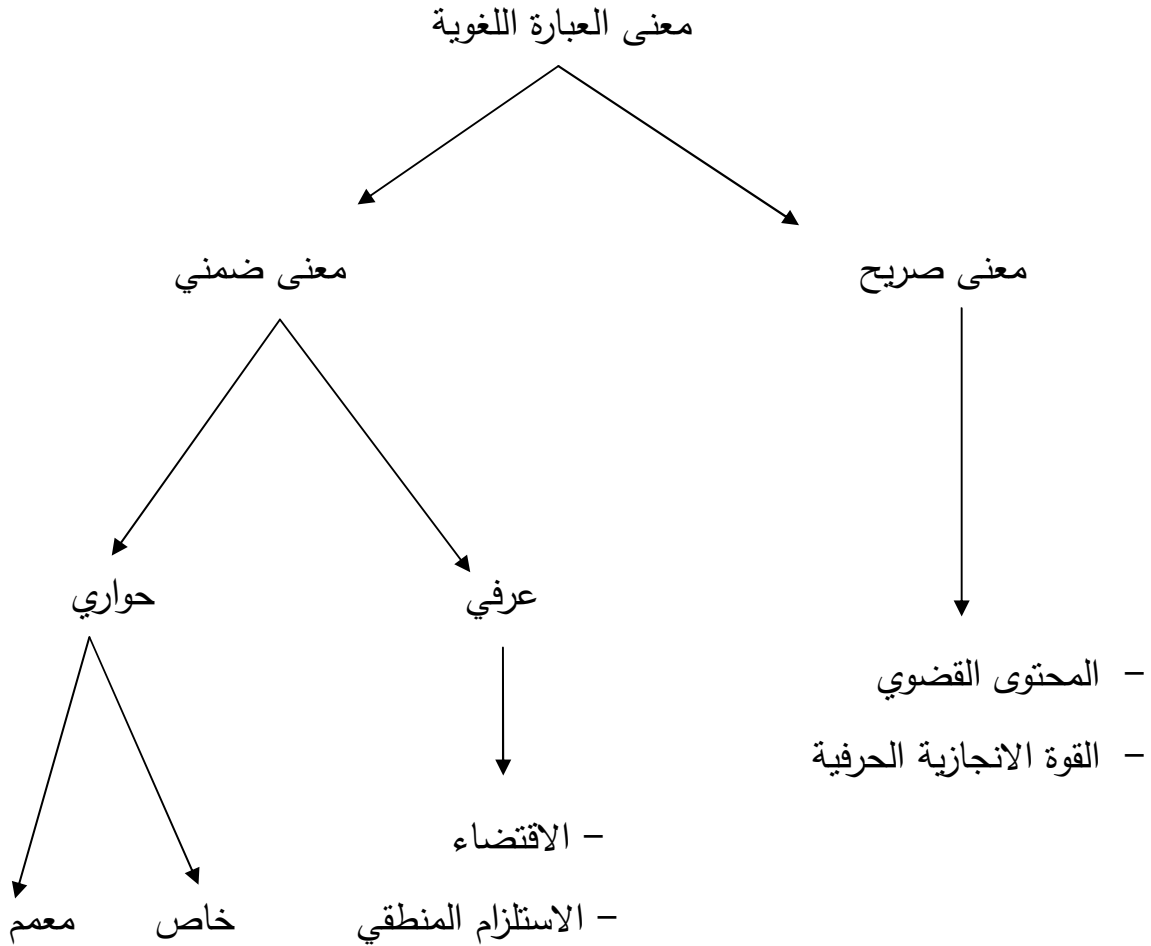 معنى العبارة اللغوية
معنى صريح
معنى ضمني
عرفي
حواري
- المحتوى القضوي
- القوة الانجازية الحرفية
- الاقتضاء
- الاستلزام المنطقي
خاص
معمم